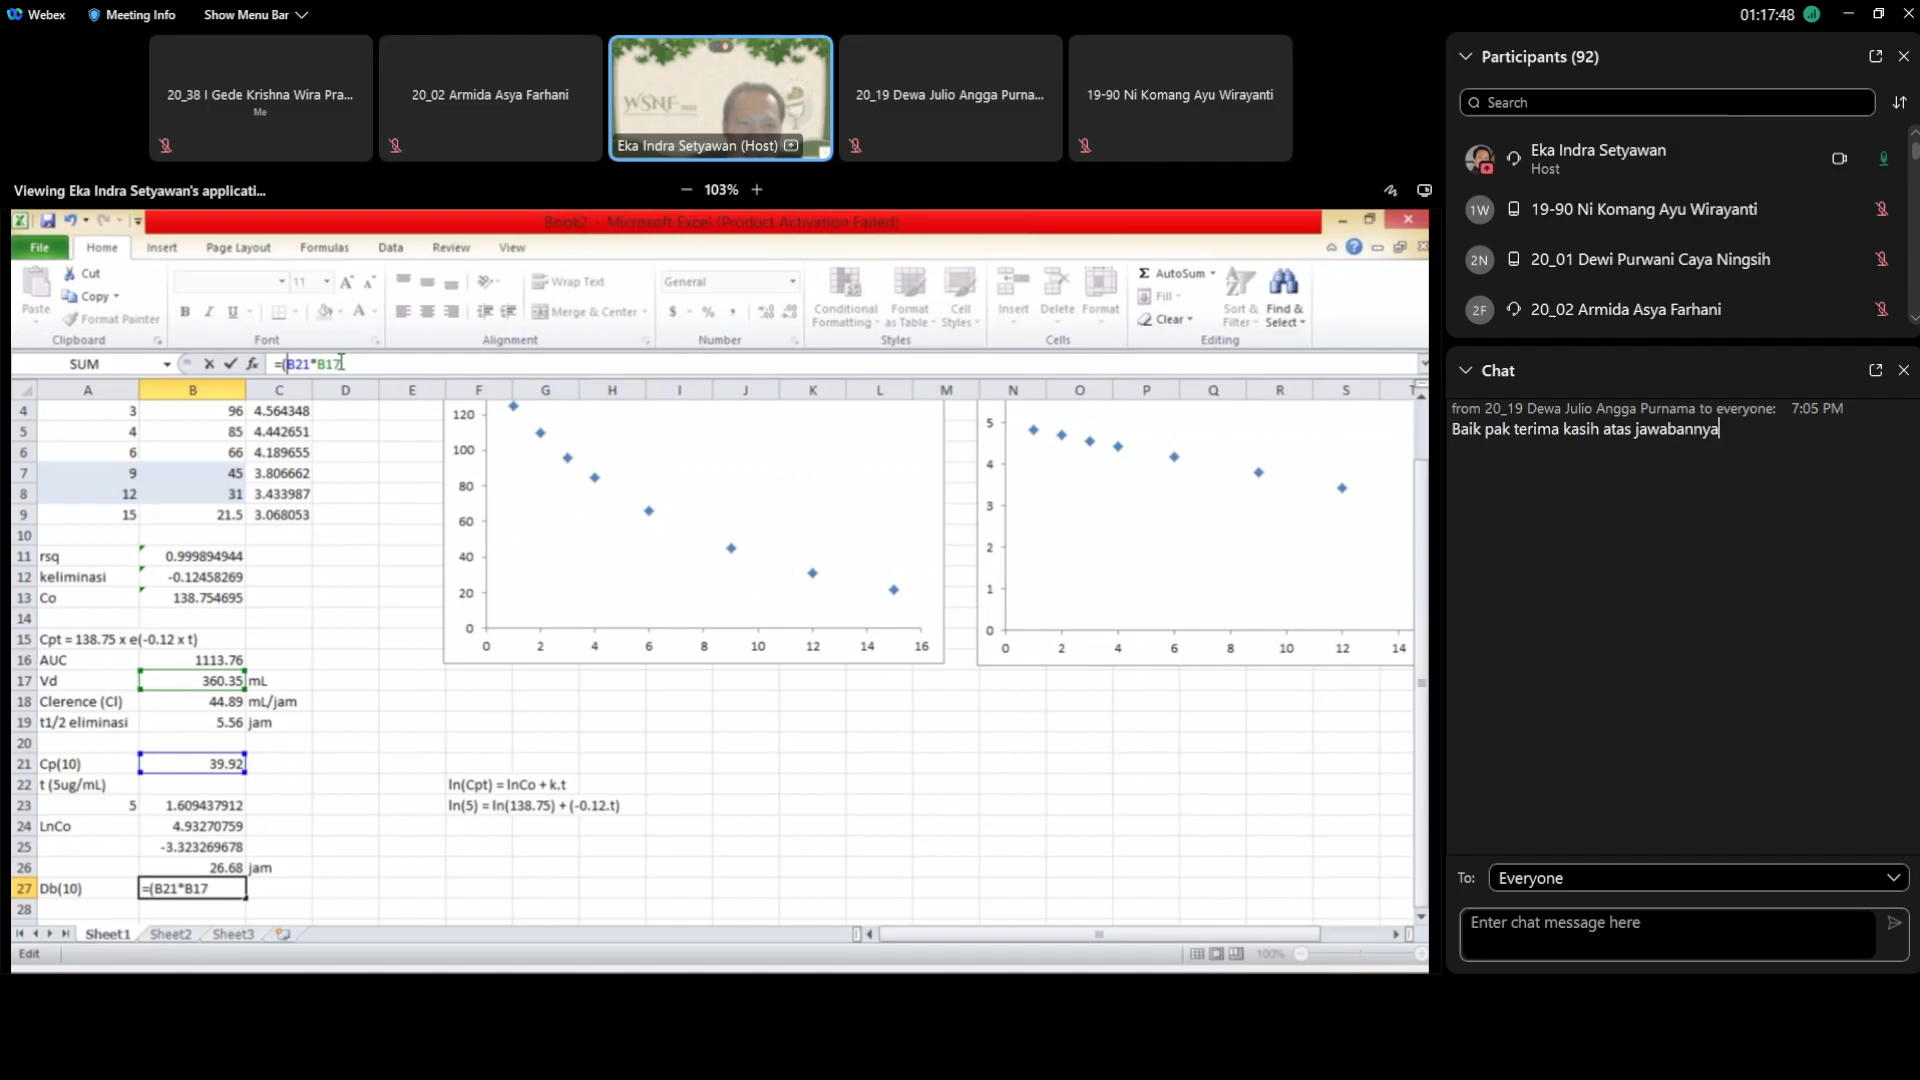 Webex Meeting Info Show Menu Bar 01:17:48
20_38 I Gede Krishna Wira Pra...
Me
20_02 Armida Asya Farhani
WSNF
Eka Indra Setyawan (Host)
20_19 Dewa Julio Angga Purna...
19-90 Ni Komang Ayu Wirayanti
Viewing Eka Indra Setyawan's applicati...
103%
Book2 - Microsoft Excel (Product Activation Failed)
File Home Insert Page Layout Formulas Data Review View
Paste Cut Copy Format Painter
Clipboard
11
B I U
Font
Wrap Text
Merge & Center
Alignment
General
Number
Conditional Formatting
Format as Table
Cell Styles
Styles
Insert Delete Format
Cells
AutoSum
Fill
Clear
Sort & Filter
Find & Select
Editing
SUM =(B21*B17
A B C D E F G H I J K L M N O P Q R S T
4 3 96 4.564348
5 4 85 4.442651
6 6 66 4.189655
7 9 45 3.806662
8 12 31 3.433987
9 15 21.5 3.068053
10
11 rsq 0.999894944
12 keliminasi -0.12458269
13 Co 138.754695
14
15 Cpt = 138.75 x e(-0.12 x t)
16 AUC 1113.76
17 Vd 360.35 mL
18 Clerence (Cl) 44.89 mL/jam
19 t1/2 eliminasi 5.56 jam
20
21 Cp(10) 39.92
22 t (5ug/mL) ln(Cpt) = lnCo + k.t
23 5 1.609437912 ln(5) = ln(138.75) + (-0.12.t)
24 LnCo 4.93270759
25 -3.323269678
26 26.68 jam
27 Db(10) =(B21*B17
28
120
100
80
60
40
20
0
0 2 4 6 8 10 12 14 16
5
4
3
2
1
0
0 2 4 6 8 10 12 14
Sheet1 Sheet2 Sheet3
Edit 100%
Participants (92)
Search
Eka Indra Setyawan
Host
1W 19-90 Ni Komang Ayu Wirayanti
2N 20_01 Dewi Purwani Caya Ningsih
2F 20_02 Armida Asya Farhani
Chat
from 20_19 Dewa Julio Angga Purnama to everyone: 7:05 PM
Baik pak terima kasih atas jawabannya
To: Everyone
Enter chat message here